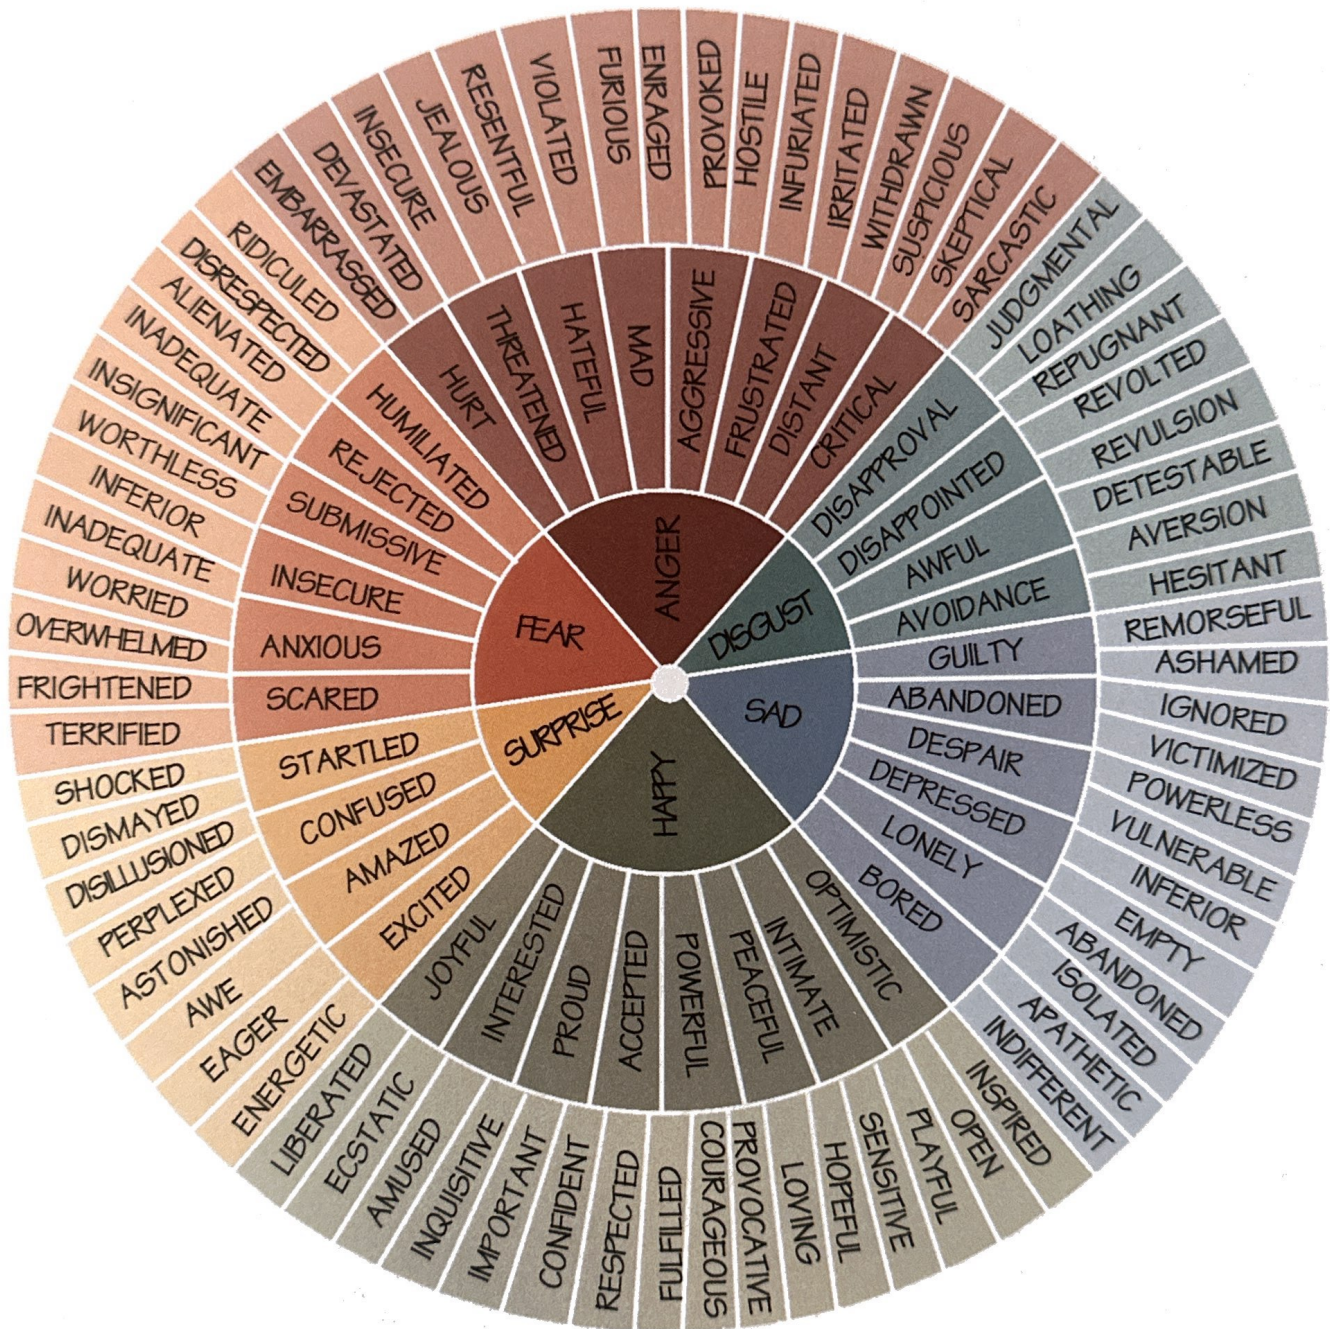 ANGER
DISGUST
SAD
HAPPY
SURPRISE
FEAR
HURT
THREATENED
HATEFUL
MAD
AGGRESSIVE
FRUSTRATED
DISTANT
CRITICAL
DISAPPROVAL
DISAPPOINTED
AWFUL
AVOIDANCE
GUILTY
ABANDONED
DESPAIR
DEPRESSED
LONELY
BORED
OPTIMISTIC
INTIMATE
PEACEFUL
POWERFUL
ACCEPTED
PROUD
INTERESTED
JOYFUL
EXCITED
AMAZED
CONFUSED
STARTLED
SCARED
ANXIOUS
INSECURE
SUBMISSIVE
REJECTED
HUMILIATED
EMBARRASSED
DEVASTATED
INSECURE
JEALOUS
RESENTFUL
VIOLATED
FURIOUS
ENRAGED
PROVOKED
HOSTILE
INFURIATED
IRRITATED
WITHDRAWN
SUSPICIOUS
SKEPTICAL
SARCASTIC
JUDGMENTAL
LOATHING
REPUGNANT
REVOLTED
REVULSION
DETESTABLE
AVERSION
HESITANT
REMORSEFUL
ASHAMED
IGNORED
VICTIMIZED
POWERLESS
VULNERABLE
INFERIOR
EMPTY
ABANDONED
ISOLATED
APATHETIC
INDIFFERENT
INSPIRED
OPEN
PLAYFUL
SENSITIVE
HOPEFUL
LOVING
PROVOCATIVE
COURAGEOUS
FULFILLED
RESPECTED
CONFIDENT
IMPORTANT
INQUISITIVE
AMUSED
ECSTATIC
LIBERATED
ENERGETIC
EAGER
AWE
ASTONISHED
PERPLEXED
DISILLUSIONED
DISMAYED
SHOCKED
TERRIFIED
FRIGHTENED
OVERWHELMED
WORRIED
INADEQUATE
INFERIOR
WORTHLESS
INSIGNIFICANT
INADEQUATE
ALIENATED
DISRESPECTED
RIDICULED